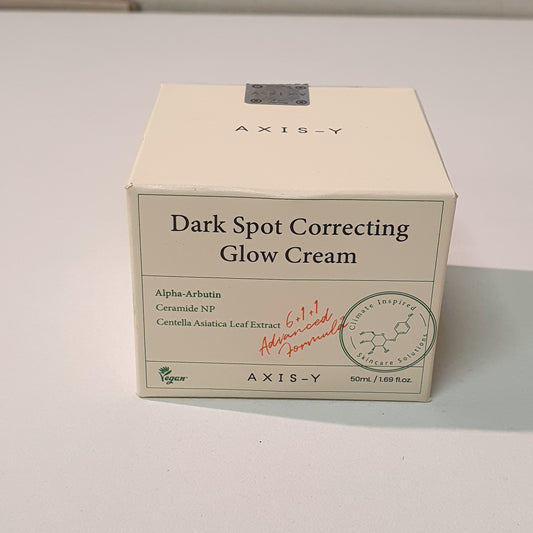 AXIS-Y
Dark Spot Correcting
Glow Cream
Alpha-Arbutin
Ceramide NP
Centella Asiatica Leaf Extract
6+1+1
Advanced
Formula
Climate Inspired
Skincare Solutions
Vegan
AXIS-Y
50mL / 1.69 fl.oz.